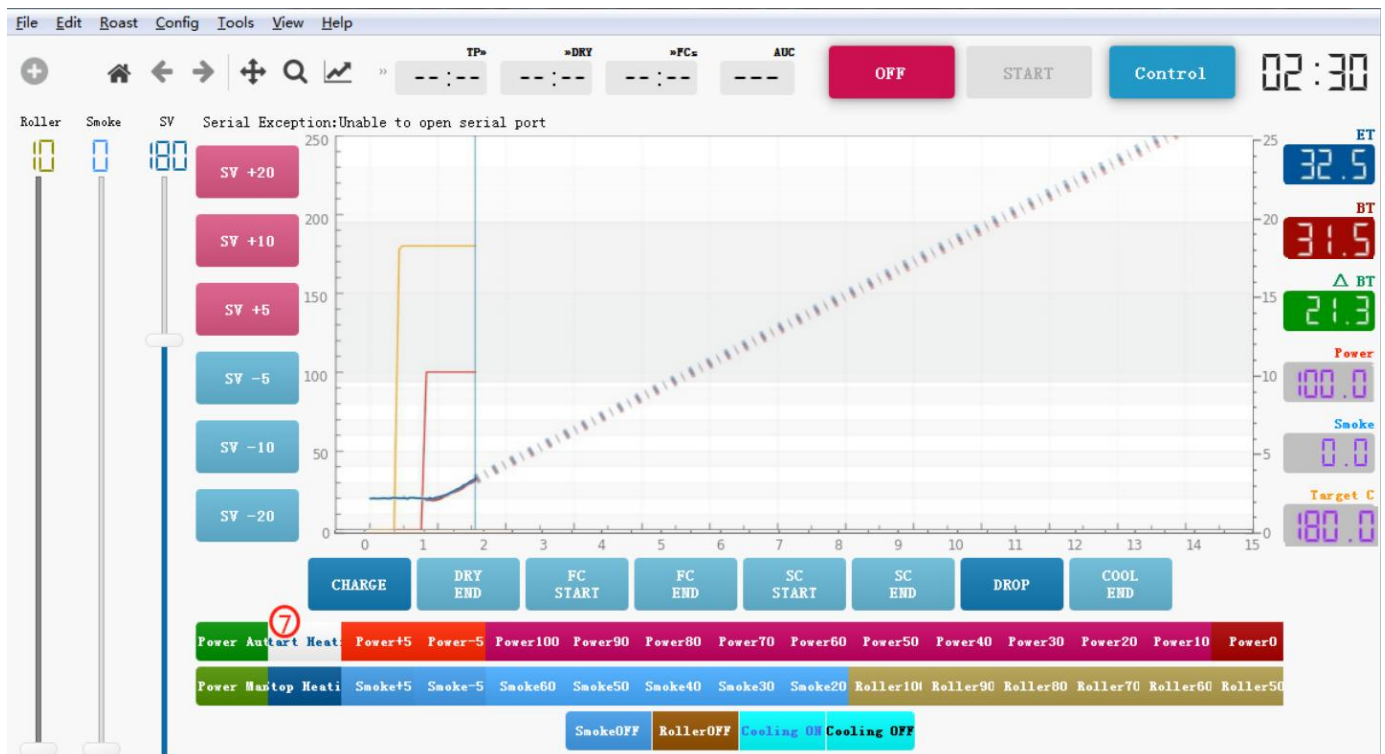 File Edit Roast Config Tools View Help
TP» »DRY »FCs AUC
--:-- --:-- --:-- ---
OFF START Control 02:30
Roller Smoke SV Serial Exception:Unable to open serial port
10 0 180
SV +20
SV +10
SV +5
SV -5
SV -10
SV -20
250
200
150
100
50
0
25
20
15
10
5
0
0 1 2 3 4 5 6 7 8 9 10 11 12 13 14 15
ET
32.5
BT
31.5
Δ BT
21.3
Power
100.0
Smoke
0.0
Target C
180.0
CHARGE DRY END FC START FC END SC START SC END DROP COOL END
7
Power Aut tart Heat: Power+5 Power-5 Power100 Power90 Power80 Power70 Power60 Power50 Power40 Power30 Power20 Power10 Power0
Power Man top Heati Smoke+5 Smoke-5 Smoke60 Smoke50 Smoke40 Smoke30 Smoke20 Roller10 Roller90 Roller80 Roller70 Roller60 Roller50
SmokeOFF RollerOFF Cooling ON Cooling OFF